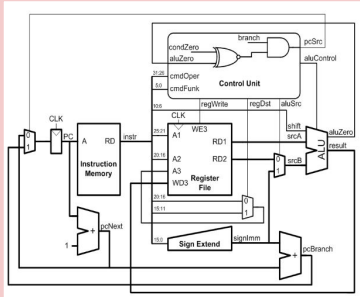 branch
pcSrc
condZero
aluZero
aluControl
31:26
cmdOper
5:0
cmdFunk
Control Unit
10:6
regWrite
regDst
aluSrc
CLK
CLK
shift
aluZero
0
1
PC
A
RD
instr
25:21
A1
WE3
RD1
srcA
ALU
result
Instruction
Memory
20:16
A2
RD2
0
1
srcB
A3
WD3
Register
File
pcNext
20:16
15:11
0
1
1
+
15:0
Sign Extend
signImm
pcBranch
+